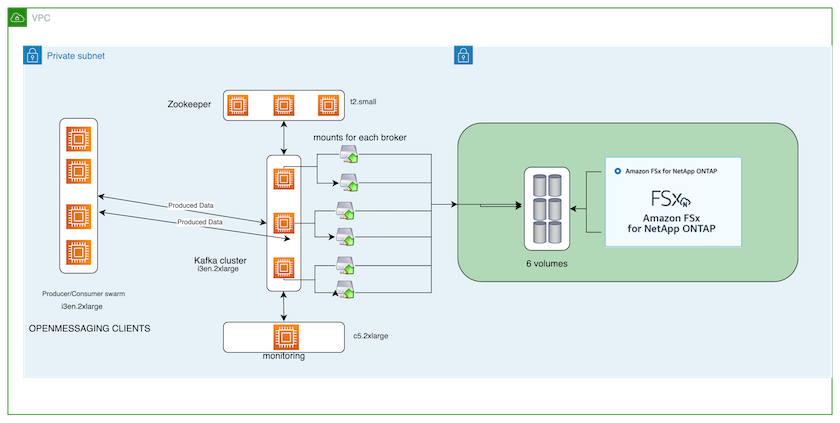 VPC
Private subnet
Zookeeper
t2.small
mounts for each broker
Produced Data
Produced Data
Kafka cluster
i3en.2xlarge
Producer/Consumer swarm
i3en.2xlarge
OPENMESSAGING CLIENTS
c5.2xlarge
monitoring
6 volumes
Amazon FSx for NetApp ONTAP
FSx
Amazon FSx
for NetApp ONTAP